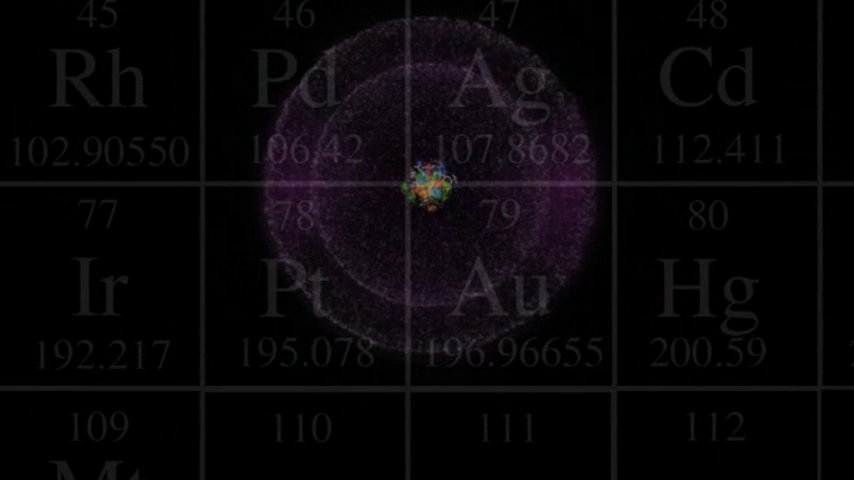 45 46 47 48
Rh Pd Ag Cd
102.90550 106.42 107.8682 112.411
77 78 79 80
Ir Pt Au Hg
192.217 195.078 196.96655 200.59
109 110 111 112
Mt